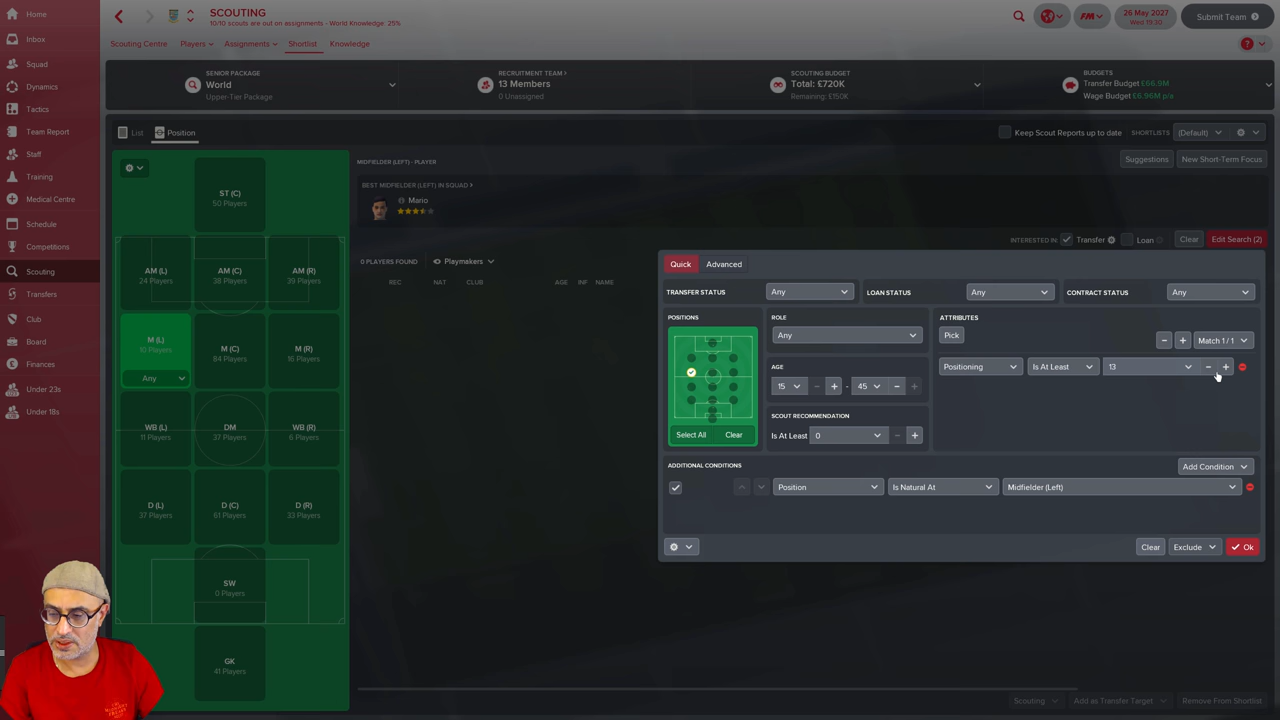 Home
Inbox
Squad
Dynamics
Tactics
Team Report
Staff
Training
Medical Centre
Schedule
Competitions
Scouting
Transfers
Club
Board
Finances
Under 23s
Under 18s
SCOUTING
10/10 scouts are out on assignments - World Knowledge: 25%
FM
26 May 2027
Wed 19:30
Submit Team
Scouting Centre
Players
Assignments
Shortlist
Knowledge
?
SENIOR PACKAGE
World
Upper-Tier Package
RECRUITMENT TEAM >
13 Members
0 Unassigned
SCOUTING BUDGET
Total: £720K
Remaining: £150K
BUDGETS
Transfer Budget £66.9M
Wage Budget £6.96M p/a
List
Position
Keep Scout Reports up to date
SHORTLISTS
(Default)
ST (C)
50 Players
AM (L)
24 Players
AM (C)
38 Players
AM (R)
39 Players
M (L)
10 Players
Any
M (C)
84 Players
M (R)
16 Players
WB (L)
11 Players
DM
37 Players
WB (R)
6 Players
D (L)
37 Players
D (C)
61 Players
D (R)
33 Players
SW
0 Players
GK
41 Players
MIDFIELDER (LEFT) - PLAYER
Suggestions
New Short-Term Focus
BEST MIDFIELDER (LEFT) IN SQUAD >
Mario
INTERESTED IN:
Transfer
Loan
Clear
Edit Search (2)
0 PLAYERS FOUND
Playmakers
REC
NAT
CLUB
AGE
INF
NAME
Quick
Advanced
TRANSFER STATUS
Any
LOAN STATUS
Any
CONTRACT STATUS
Any
POSITIONS
Select All
Clear
ROLE
Any
AGE
15
- 45
SCOUT RECOMMENDATION
Is At Least
0
ATTRIBUTES
Pick
Match 1 / 1
Positioning
Is At Least
13
ADDITIONAL CONDITIONS
Add Condition
Position
Is Natural At
Midfielder (Left)
Clear
Exclude
Ok
Scouting
Add as Transfer Target
Remove From Shortlist